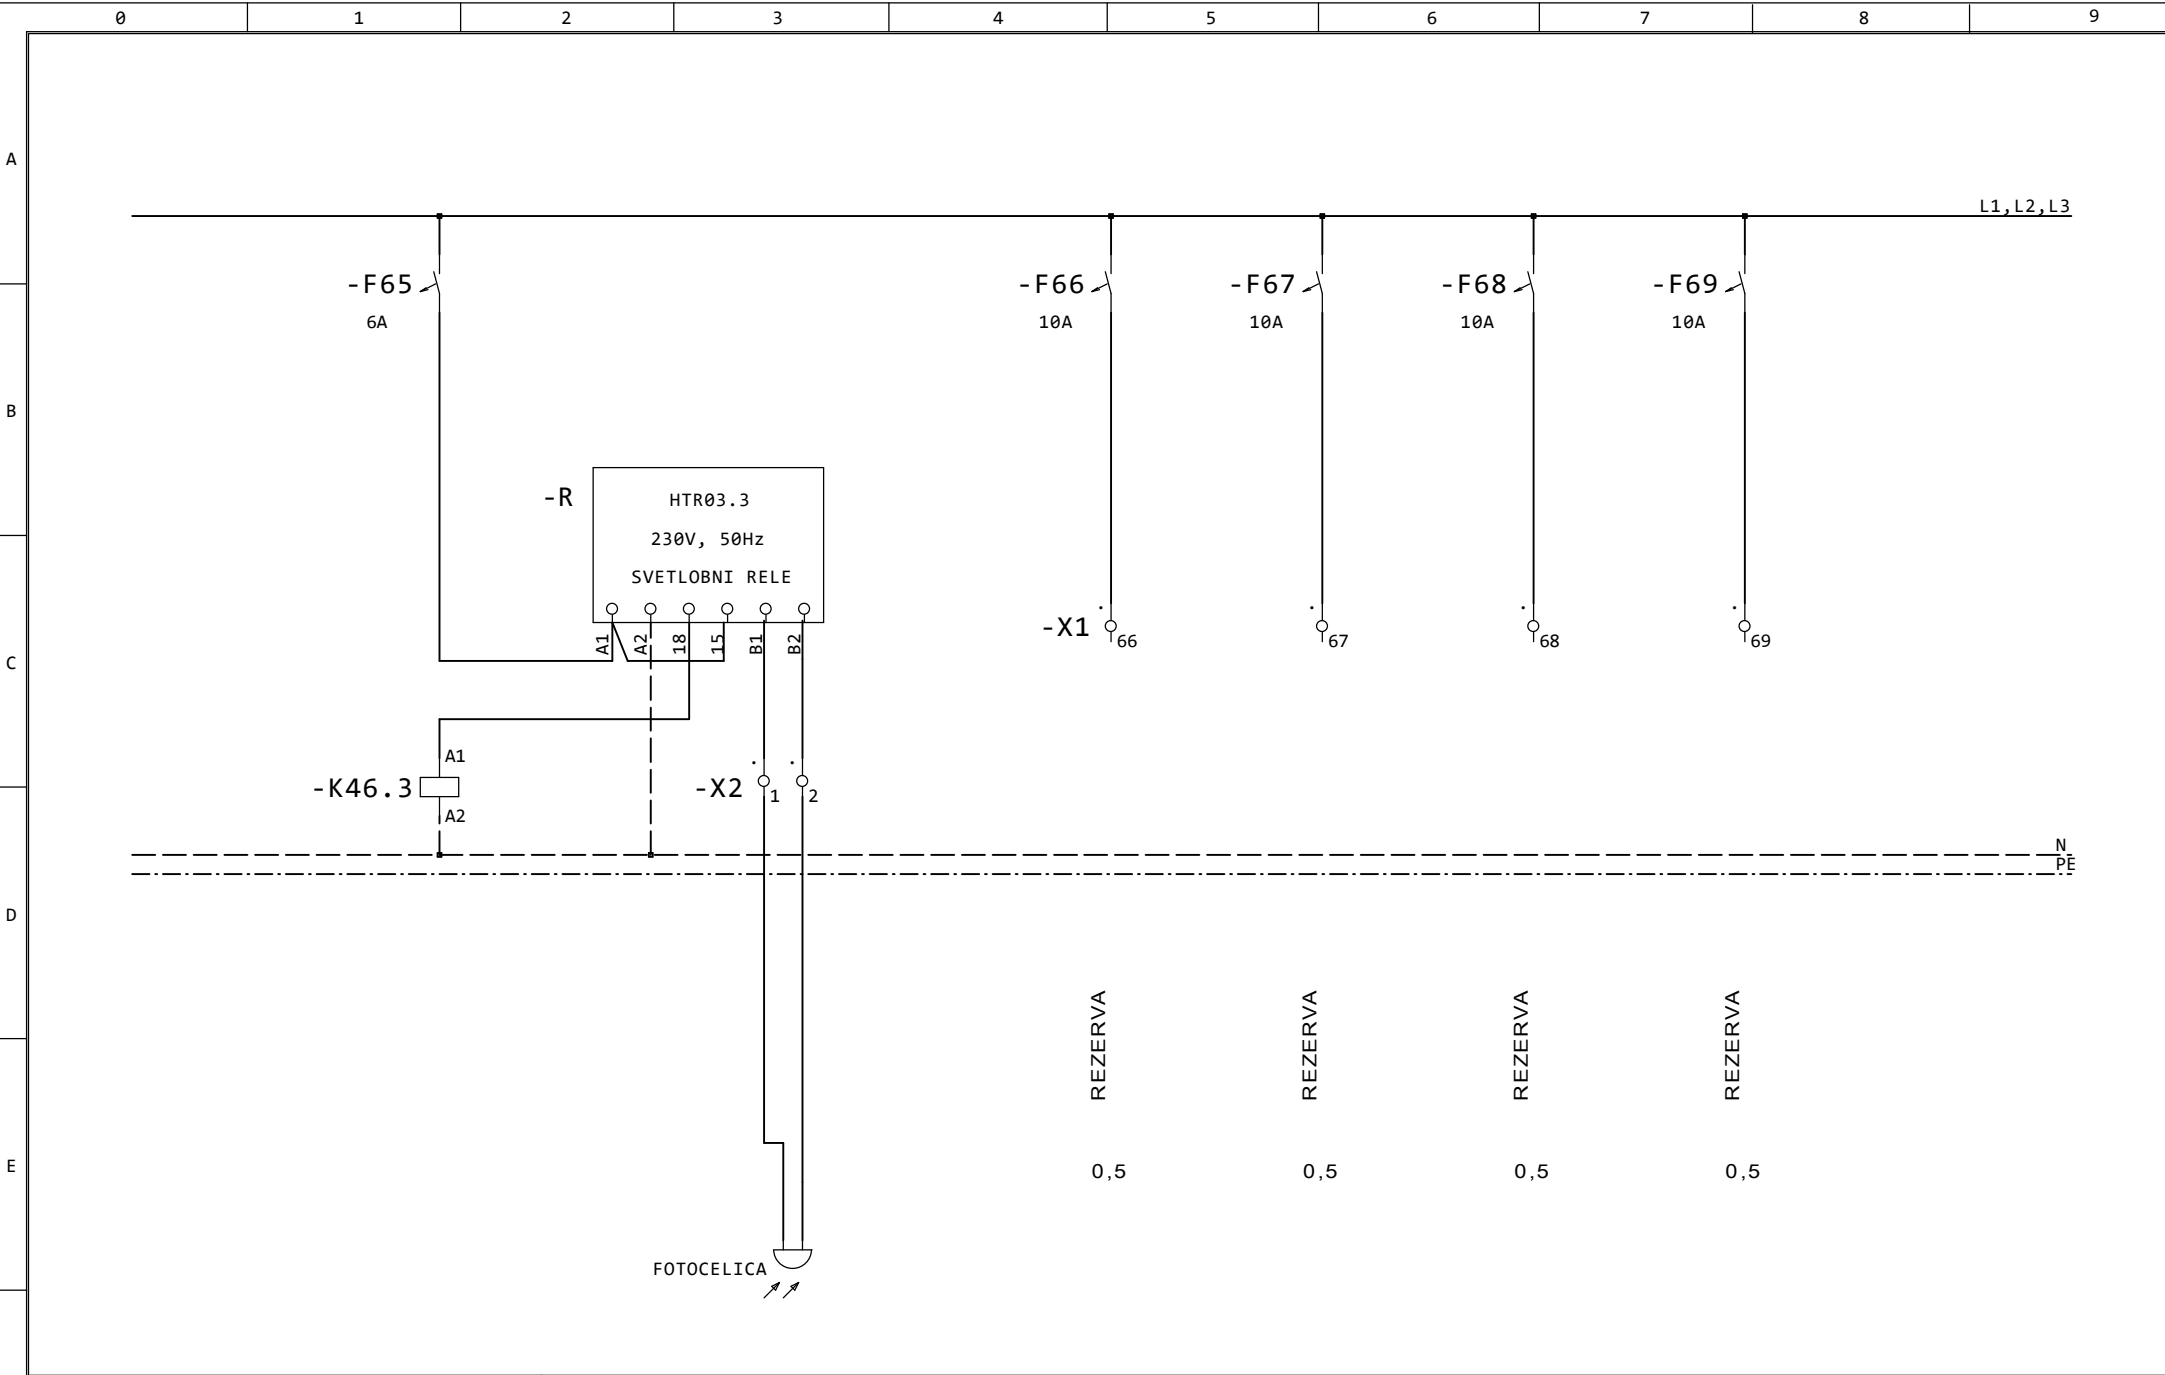 0 1 2 3 4 5 6 7 8 9
A
L1,L2,L3
-F65 -F66 -F67 -F68 -F69
6A 10A 10A 10A 10A
B
-R HTR03.3
230V, 50Hz
SVETLOBNI RELE
A1 A2 18 15 B1 B2
-X1 66 67 68 69
C
A1
-K46.3 -X2 1 2
A2
N
PE
D
REZERVA REZERVA REZERVA REZERVA
E
0,5 0,5 0,5 0,5
FOTOCELICA